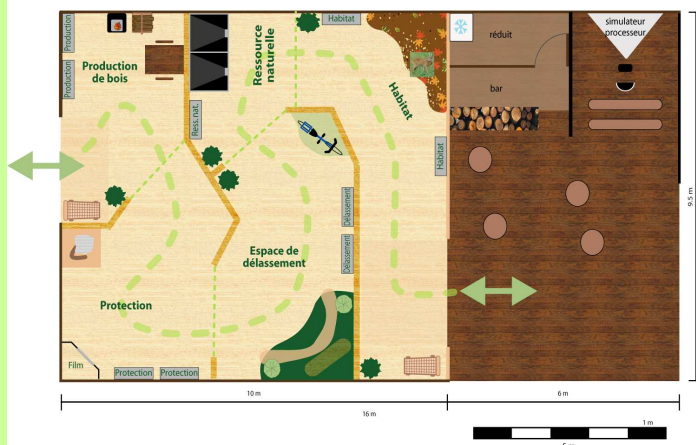 Production
Production
Production
de bois
Ress. nat.
Ressource
naturelle
Habitat
Habitat
Habitat
réduit
bar
simulateur
processeur
Délassement
Délassement
Espace de
délassement
Protection
Film
Protection
Protection
9.5 m
10 m
6 m
16 m
1 m
5 m